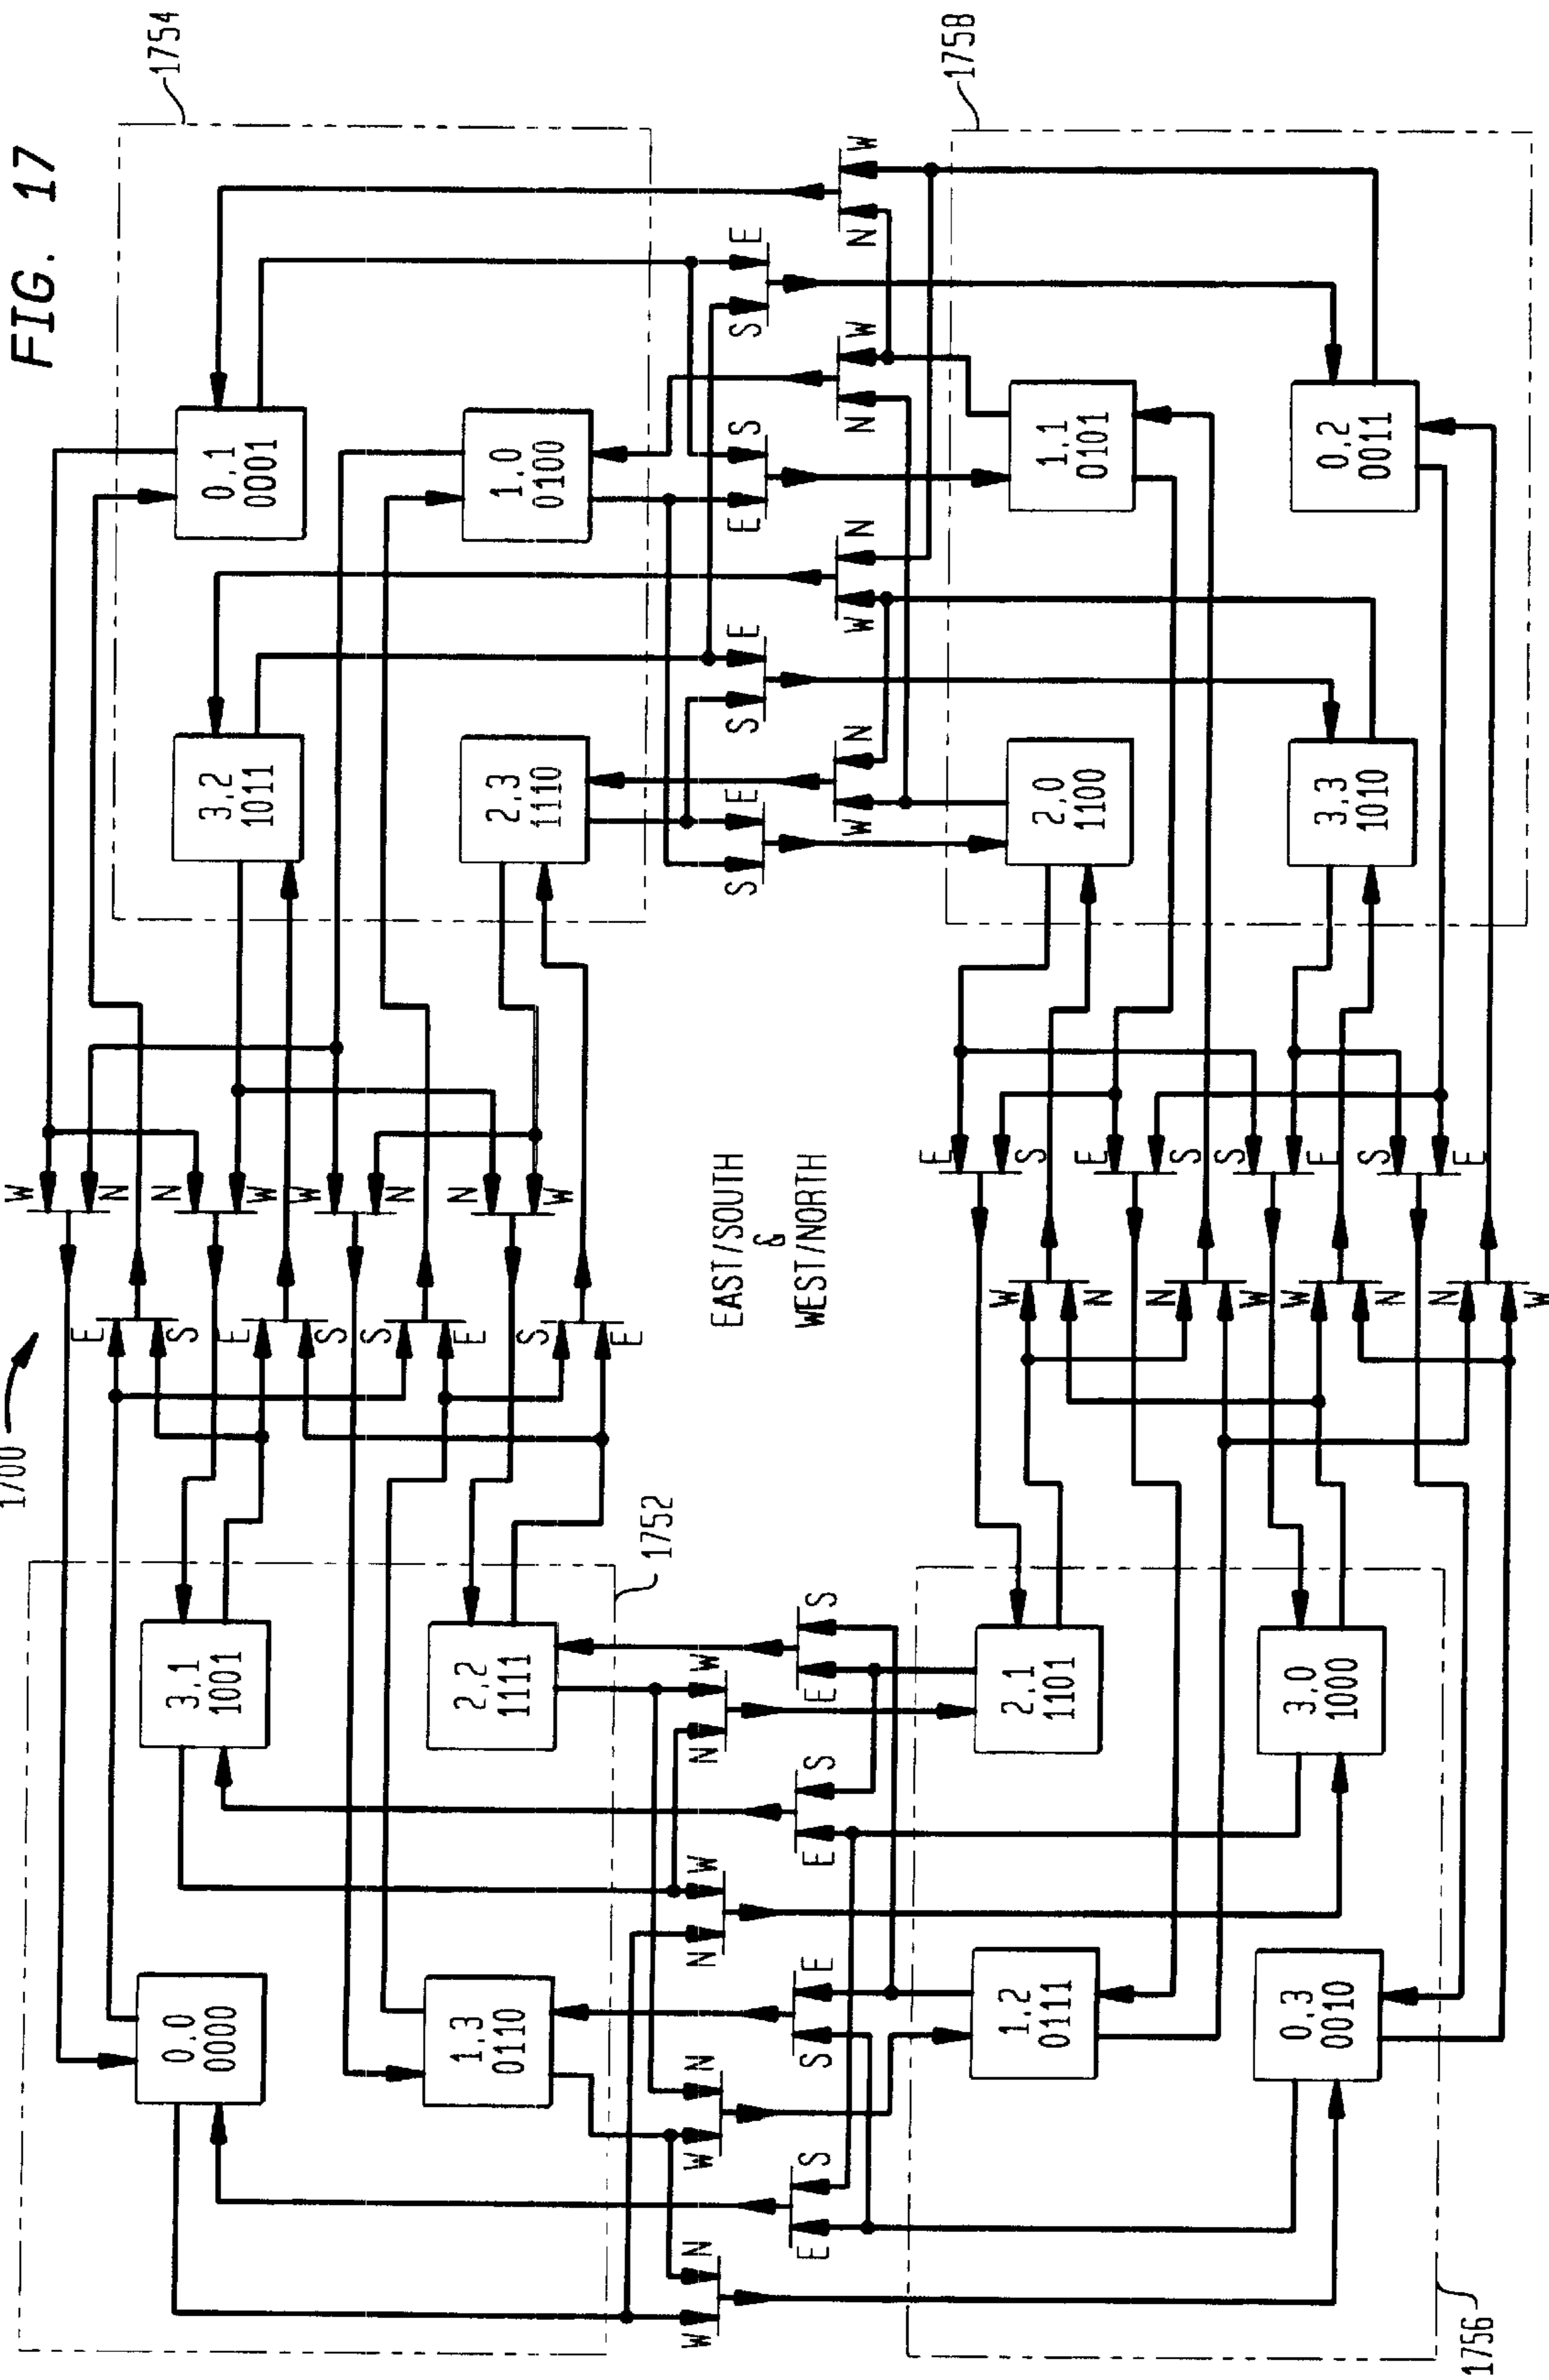 FIG. 17
1700
1754
W
E
N
N
S
0,0
0000
3,1
1001
3,2
1011
0,1
0001
E
W
W
S
S
N
N
E
1,3
0110
2,2
1111
2,3
1110
1,0
0100
S
W
E
1752
W N W N N W N W
S E S E E S S E
EAST/SOUTH
&
WEST/NORTH
E S S E E S E S
W N W N N W N W
1758
E
W
S
1,2
0111
2,1
1101
2,0
1100
1,1
0101
E
N
N
S
S
W
W
E
0,3
0010
3,0
1000
3,3
1010
0,2
0011
S
N
N
E
W
1756